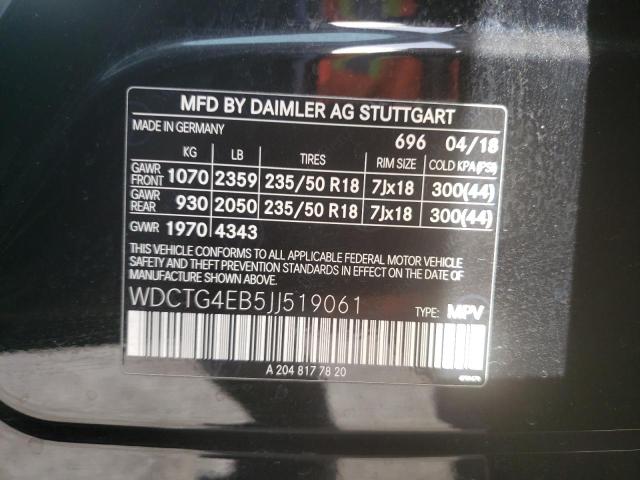 MFD BY DAIMLER AG STUTTGART
MADE IN GERMANY 696 04/18
KG LB TIRES RIM SIZE COLD KPA(PSI)
GAWR FRONT 1070 2359 235/50 R18 7Jx18 300(44)
GAWR REAR 930 2050 235/50 R18 7Jx18 300(44)
GVWR 1970 4343
THIS VEHICLE CONFORMS TO ALL APPLICABLE FEDERAL MOTOR VEHICLE
SAFETY AND THEFT PREVENTION STANDARDS IN EFFECT ON THE DATE OF
MANUFACTURE SHOWN ABOVE.
WDCTG4EB5JJ519061 TYPE: MPV
A 204 817 78 20